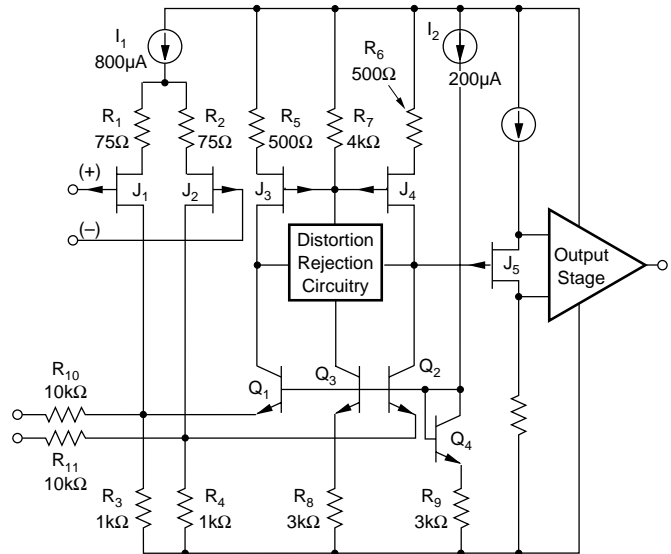 I1
800µA
I2
200µA
R6
500Ω
R1
75Ω
R2
75Ω
R5
500Ω
R7
4kΩ
(+)
J1
J2
J3
J4
(–)
Distortion
Rejection
Circuitry
J5
Output
Stage
R10
10kΩ
Q1
Q3
Q2
Q4
R11
10kΩ
R3
1kΩ
R4
1kΩ
R8
3kΩ
R9
3kΩ